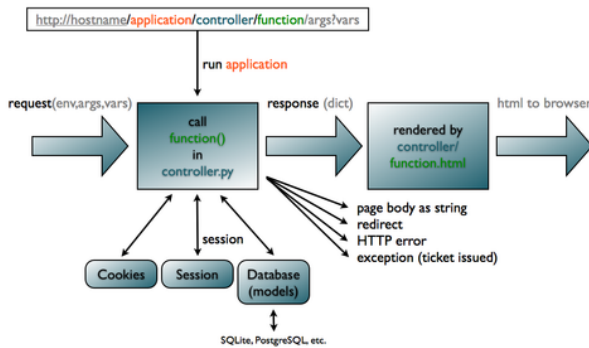 http://hostname/application/controller/function/args?vars
run application
request(env,args,vars)
call
function()
in
controller.py
response (dict)
rendered by
controller/
function.html
html to browser
page body as string
redirect
HTTP error
exception (ticket issued)
session
Cookies
Session
Database
(models)
SQLite, PostgreSQL, etc.